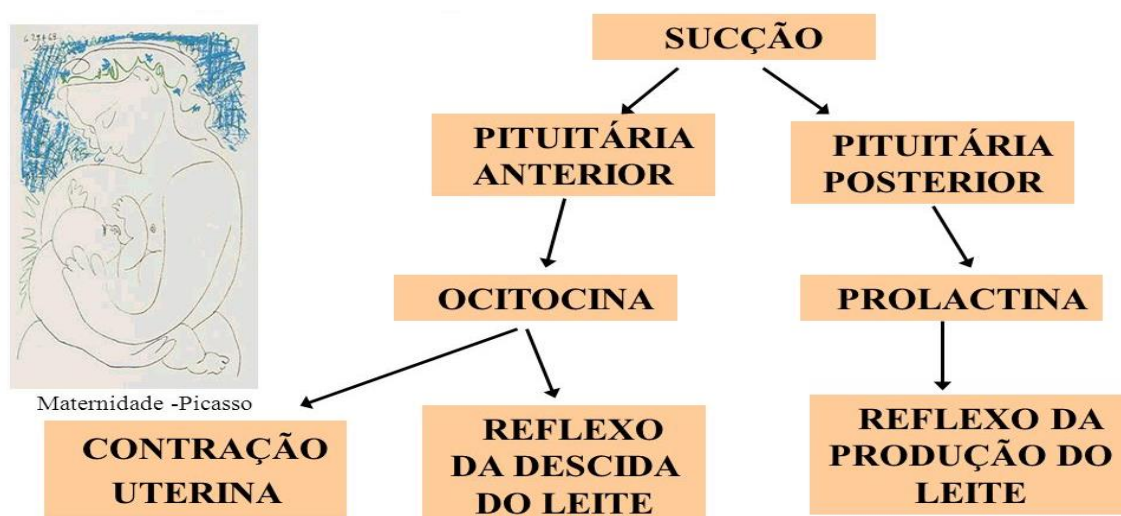 SUCÇÃO
PITUITÁRIA
ANTERIOR
PITUITÁRIA
POSTERIOR
OCITOCINA
PROLACTINA
Maternidade -Picasso
CONTRAÇÃO
UTERINA
REFLEXO
DA DESCIDA
DO LEITE
REFLEXO DA
PRODUÇÃO DO
LEITE